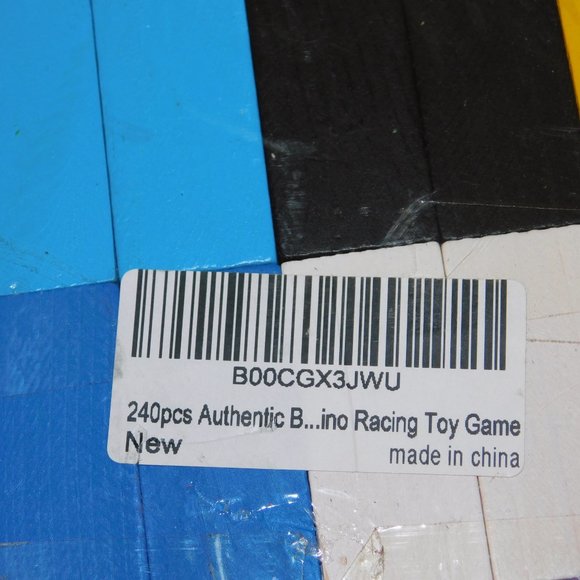 B00CGX3JWU
240pcs Authentic B...ino Racing Toy Game
New
made in china